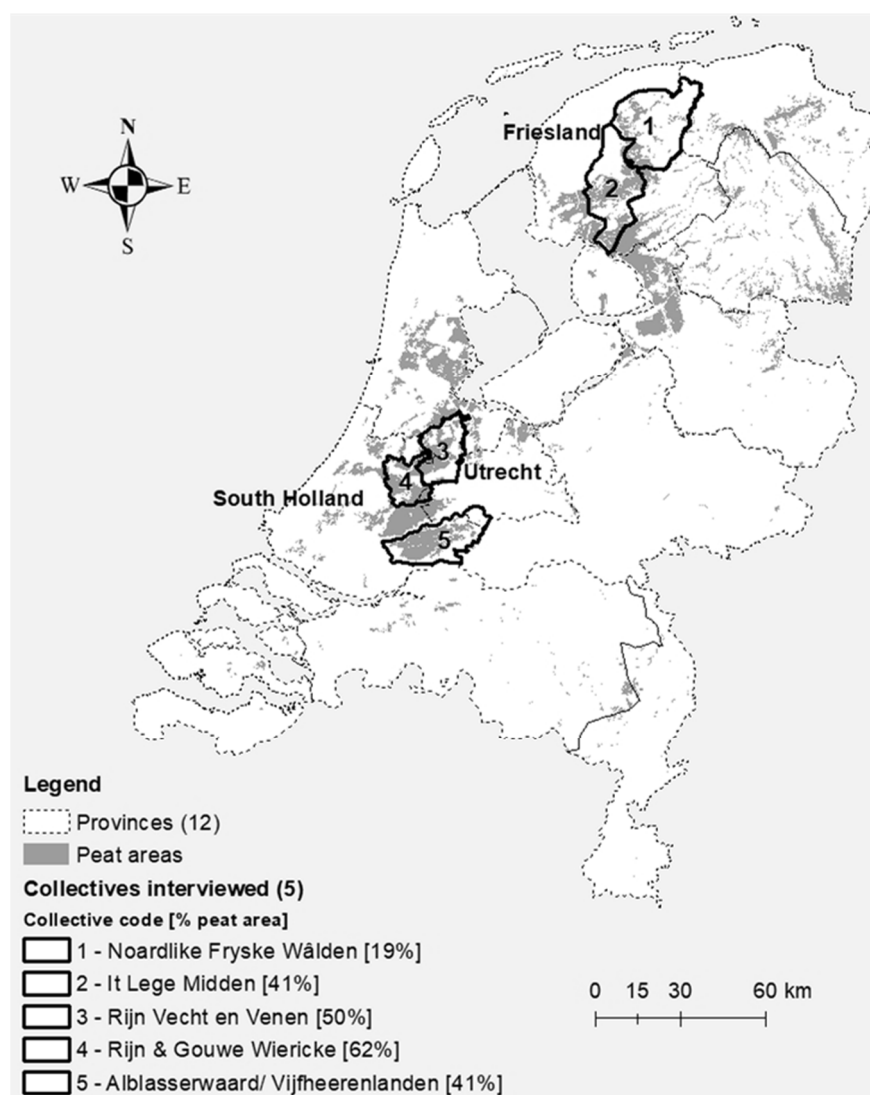 N
W E
S
Friesland
1
2
3
Utrecht
4
South Holland
5
Legend
Provinces (12)
Peat areas
Collectives interviewed (5)
Collective code [% peat area]
1 - Noardlike Fryske Wâlden [19%]
2 - It Lege Midden [41%]
3 - Rijn Vecht en Venen [50%]
4 - Rijn & Gouwe Wiericke [62%]
5 - Alblasserwaard/ Vijfheerenlanden [41%]
0 15 30 60 km